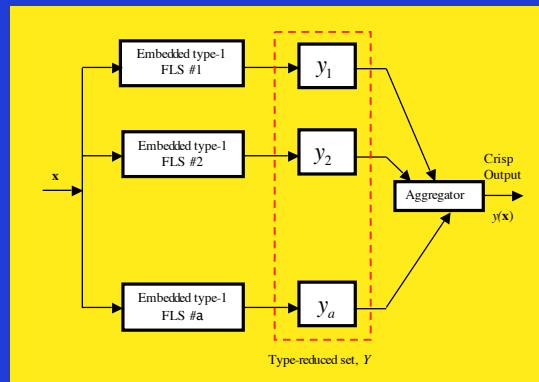 Embedded type-1
FLS #1
y₁
Embedded type-1
FLS #2
y₂
x
Crisp
Output
Aggregator
y(x)
Embedded type-1
FLS #a
yₐ
Type-reduced set, Y